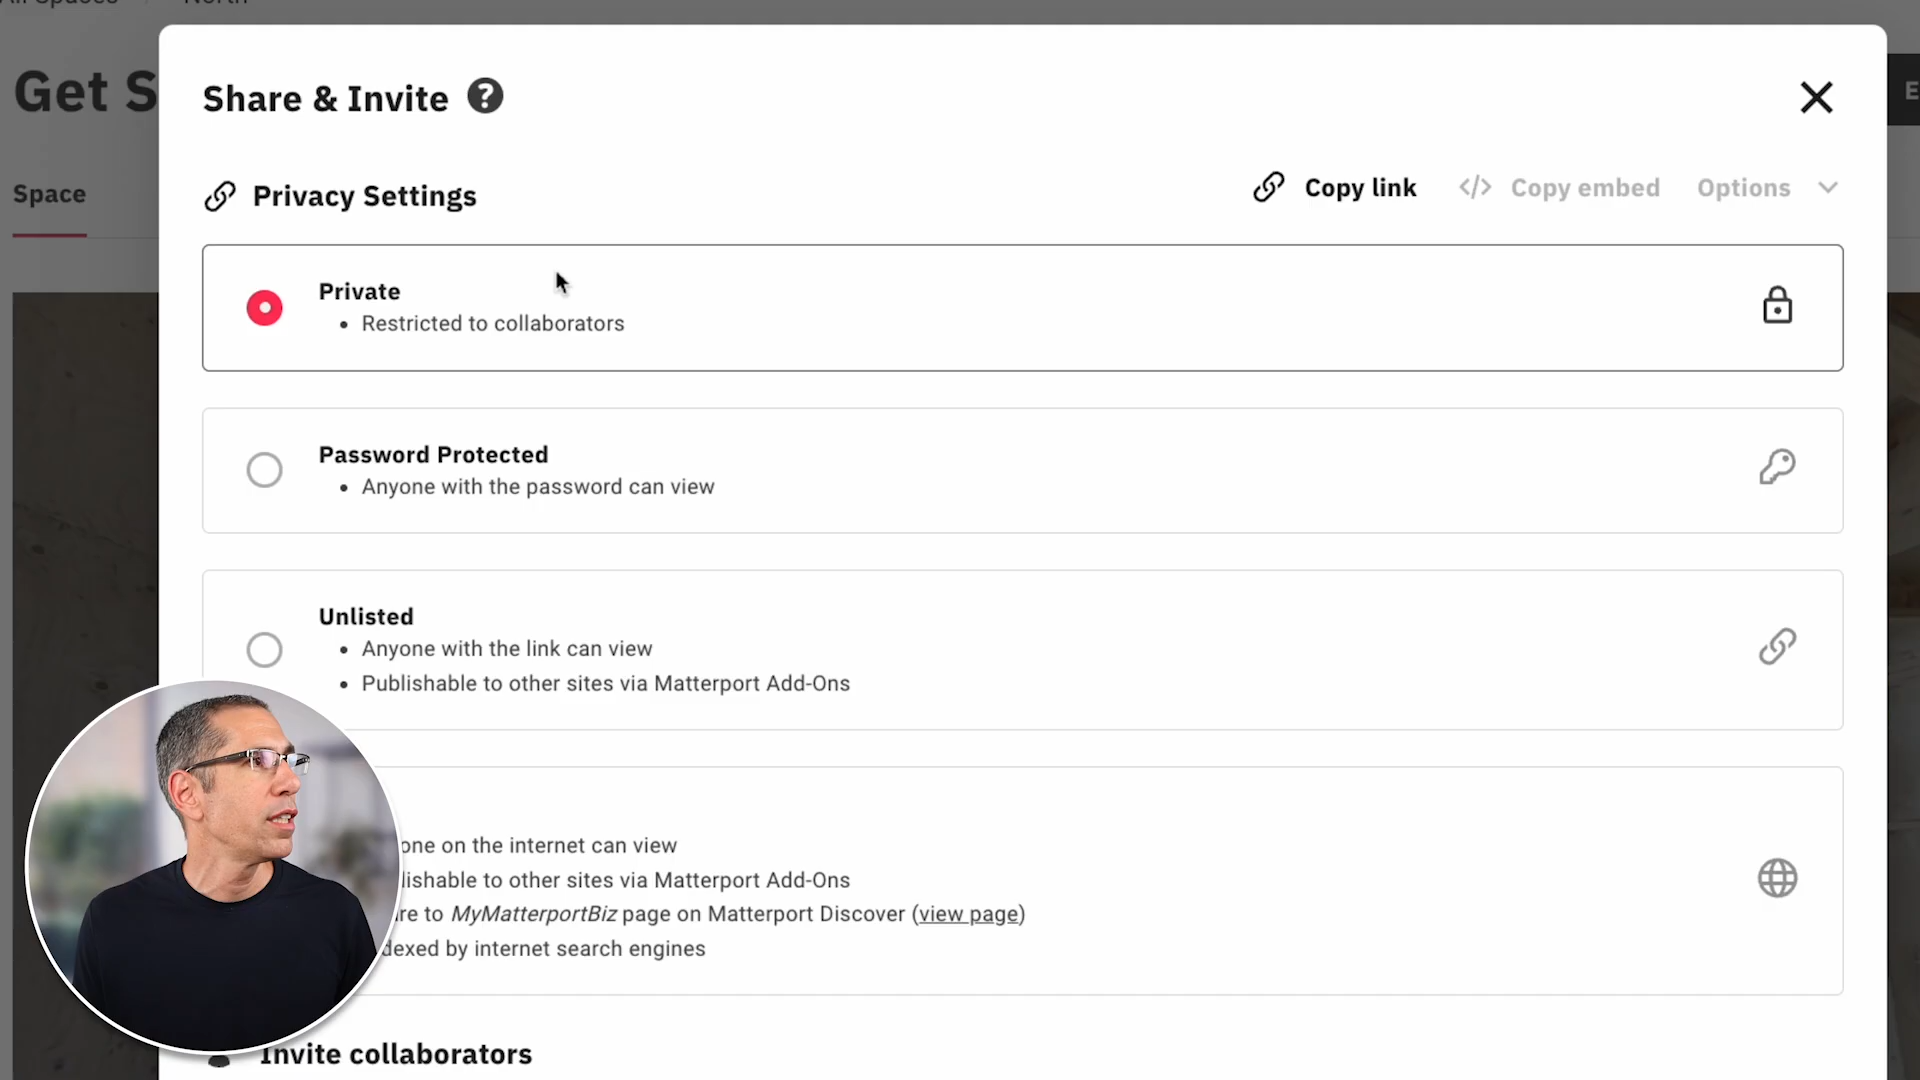 Get S
Share & Invite
Space
Privacy Settings
Copy link
</> Copy embed
Options
Private
• Restricted to collaborators
Password Protected
• Anyone with the password can view
Unlisted
• Anyone with the link can view
• Publishable to other sites via Matterport Add-Ons
one on the internet can view
lishable to other sites via Matterport Add-Ons
re to MyMatterportBiz page on Matterport Discover (view page)
dexed by internet search engines
Invite collaborators